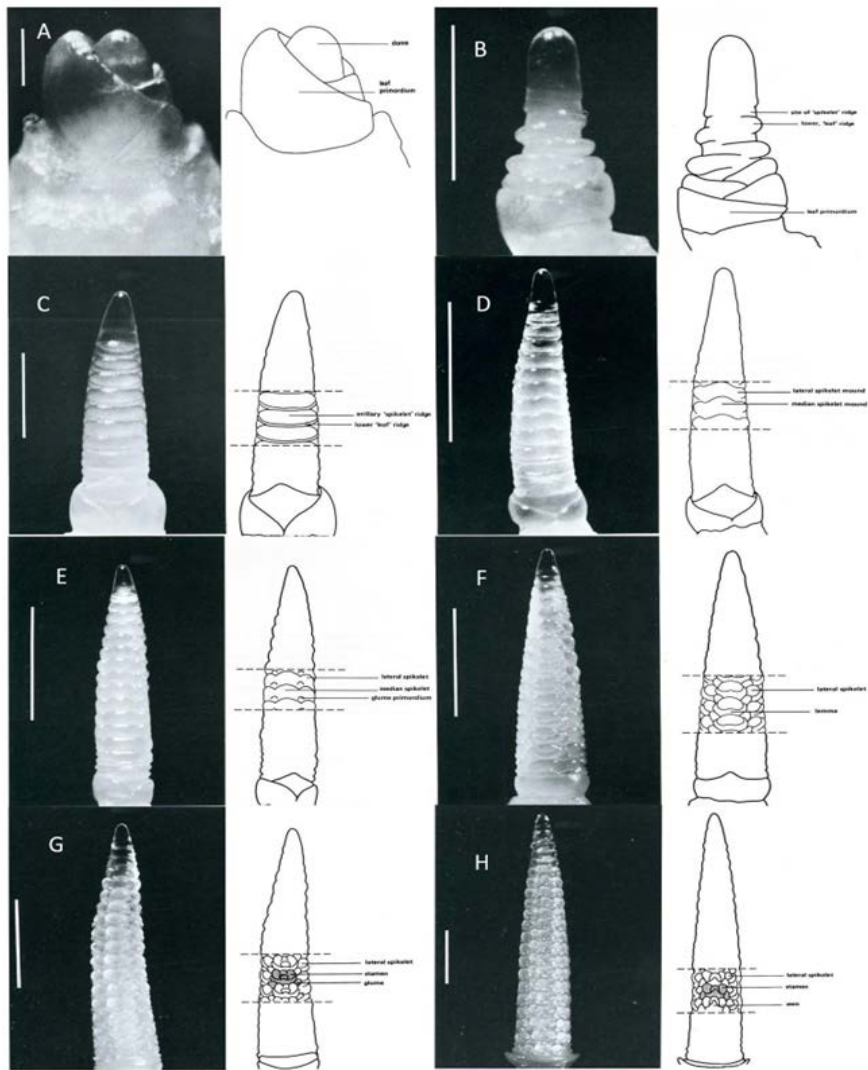 A
dome
leaf
primordium
B
site of 'spikelet' ridge
lower, 'leaf' ridge
leaf primordium
C
axillary 'spikelet' ridge
lower 'leaf' ridge
D
lateral spikelet mound
median spikelet mound
E
lateral spikelet
median spikelet
glume primordium
F
lateral spikelet
lemma
G
lateral spikelet
stamen
glume
H
lateral spikelet
stamen
awn